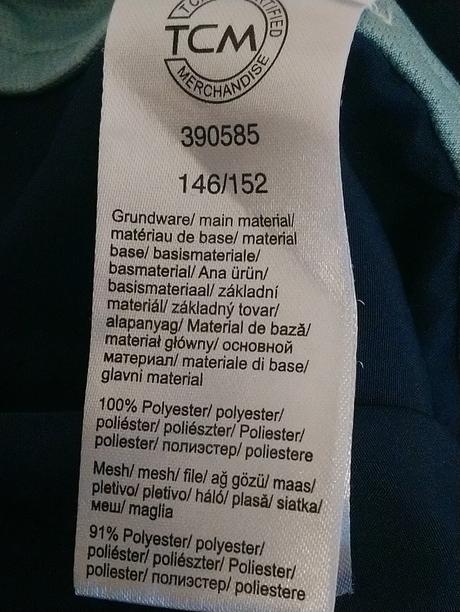 TCM
MERCHANDISE
390585
146/152
Grundware/ main material/
matériau de base/ material
base/ basismateriale/
basmaterial/ Ana ürün/
basismateriaal/ základní
materiál/ základný tovar/
alapanyag/ Material de bază/
materiał główny/ основной
материал/ materiale di base/
glavni material
100% Polyester/ polyester/
poliéster/ poliészter/ Poliester/
poliester/ полиэстер/ poliestere
Mesh/ mesh/ file/ ağ gözü/ maas/
pletivo/ pletivo/ háló/ plasă/ siatka/
меш/ maglia
91% Polyester/ polyester/
poliéster/ poliészter/ Poliester/
poliester/ полиэстер/ poliestere